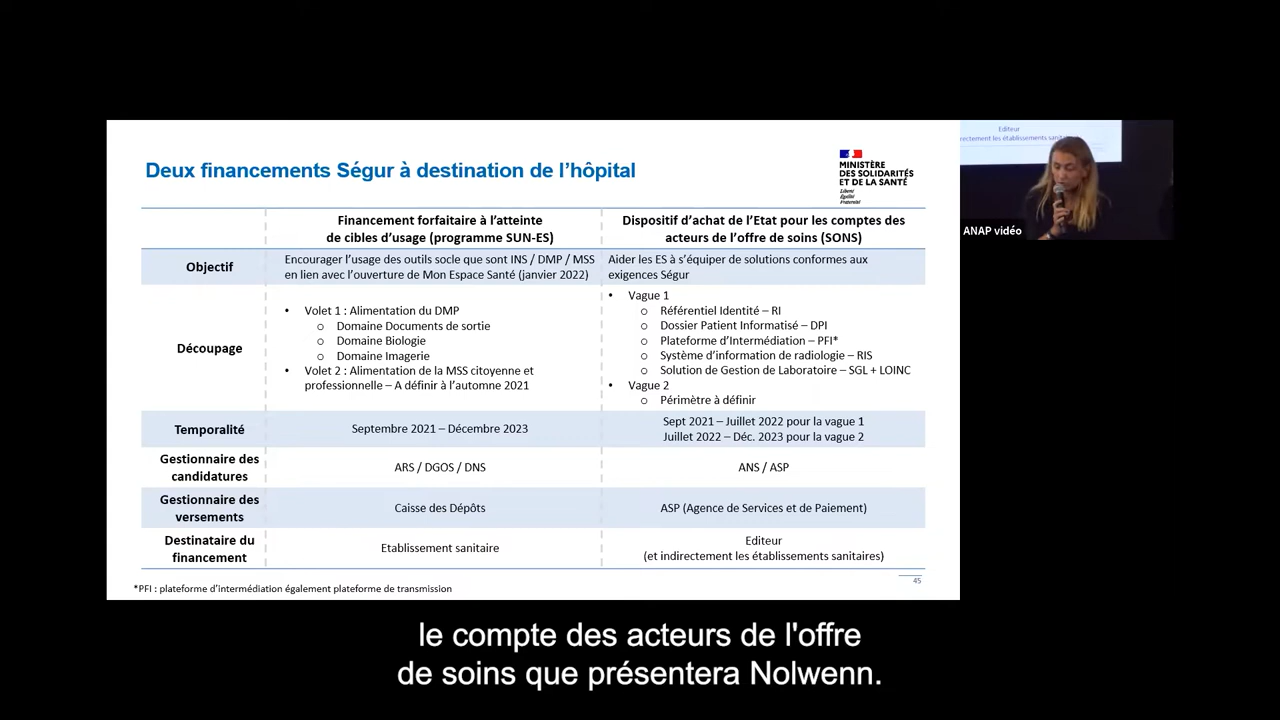 Deux financements Ségur à destination de l'hôpital
MINISTÈRE
DES SOLIDARITÉS
ET DE LA SANTÉ
Liberté
Égalité
Fraternité
Financement forfaitaire à l'atteinte
de cibles d'usage (programme SUN-ES)
Dispositif d'achat de l'Etat pour les comptes des
acteurs de l'offre de soins (SONS)
Objectif
Encourager l'usage des outils socle que sont INS / DMP / MSS
en lien avec l'ouverture de Mon Espace Santé (janvier 2022)
Aider les ES à s'équiper de solutions conformes aux
exigences Ségur
Découpage
• Volet 1 : Alimentation du DMP
o Domaine Documents de sortie
o Domaine Biologie
o Domaine Imagerie
• Volet 2 : Alimentation de la MSS citoyenne et
professionnelle – A définir à l'automne 2021
• Vague 1
o Référentiel Identité – RI
o Dossier Patient Informatisé – DPI
o Plateforme d'Intermédiation – PFI*
o Système d'information de radiologie – RIS
o Solution de Gestion de Laboratoire – SGL + LOINC
• Vague 2
o Périmètre à définir
Temporalité
Septembre 2021 – Décembre 2023
Sept 2021 – Juillet 2022 pour la vague 1
Juillet 2022 – Déc. 2023 pour la vague 2
Gestionnaire des
candidatures
ARS / DGOS / DNS
ANS / ASP
Gestionnaire des
versements
Caisse des Dépôts
ASP (Agence de Services et de Paiement)
Destinataire du
financement
Etablissement sanitaire
Editeur
(et indirectement les établissements sanitaires)
*PFI : plateforme d'intermédiation également plateforme de transmission
45
Editeur
rectement les établissements sanit
ANAP vidéo
le compte des acteurs de l'offre
de soins que présentera Nolwenn.